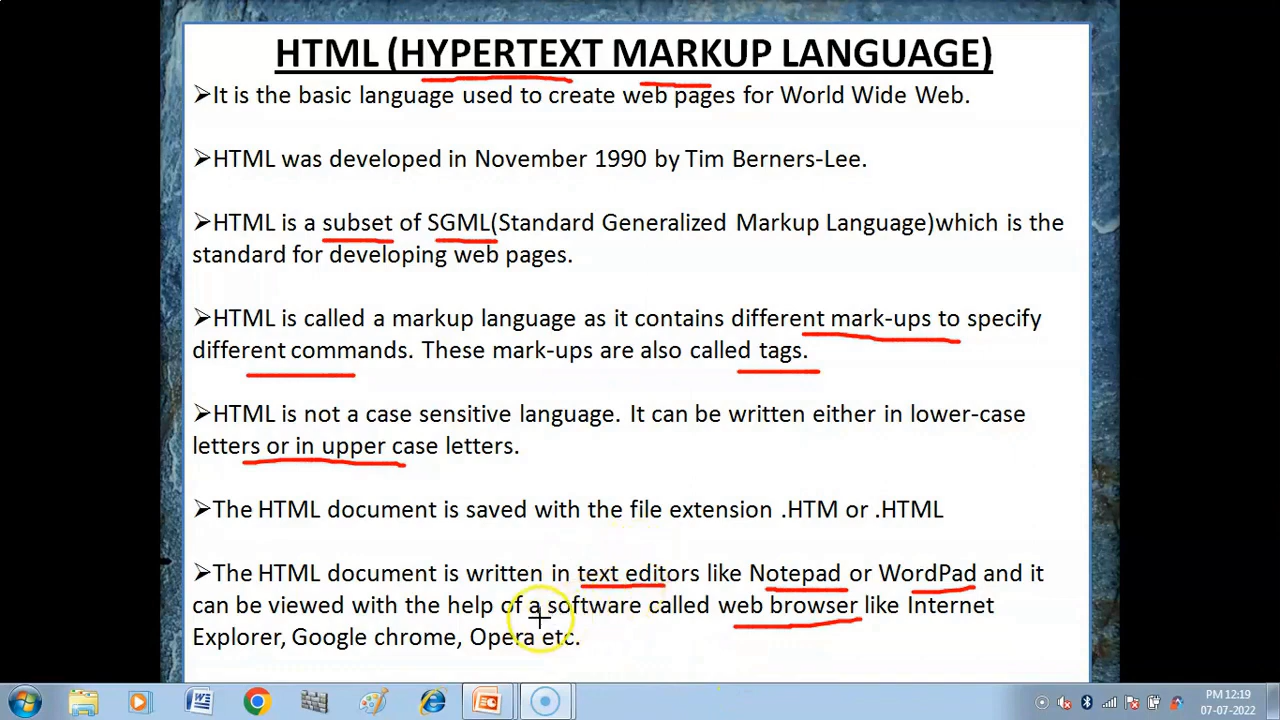 HTML (HYPERTEXT MARKUP LANGUAGE)
➢It is the basic language used to create web pages for World Wide Web.
➢HTML was developed in November 1990 by Tim Berners-Lee.
➢HTML is a subset of SGML(Standard Generalized Markup Language)which is the
standard for developing web pages.
➢HTML is called a markup language as it contains different mark-ups to specify
different commands. These mark-ups are also called tags.
➢HTML is not a case sensitive language. It can be written either in lower-case
letters or in upper case letters.
➢The HTML document is saved with the file extension .HTM or .HTML
➢The HTML document is written in text editors like Notepad or WordPad and it
can be viewed with the help of a software called web browser like Internet
Explorer, Google chrome, Opera etc.
PM 12:19
07-07-2022